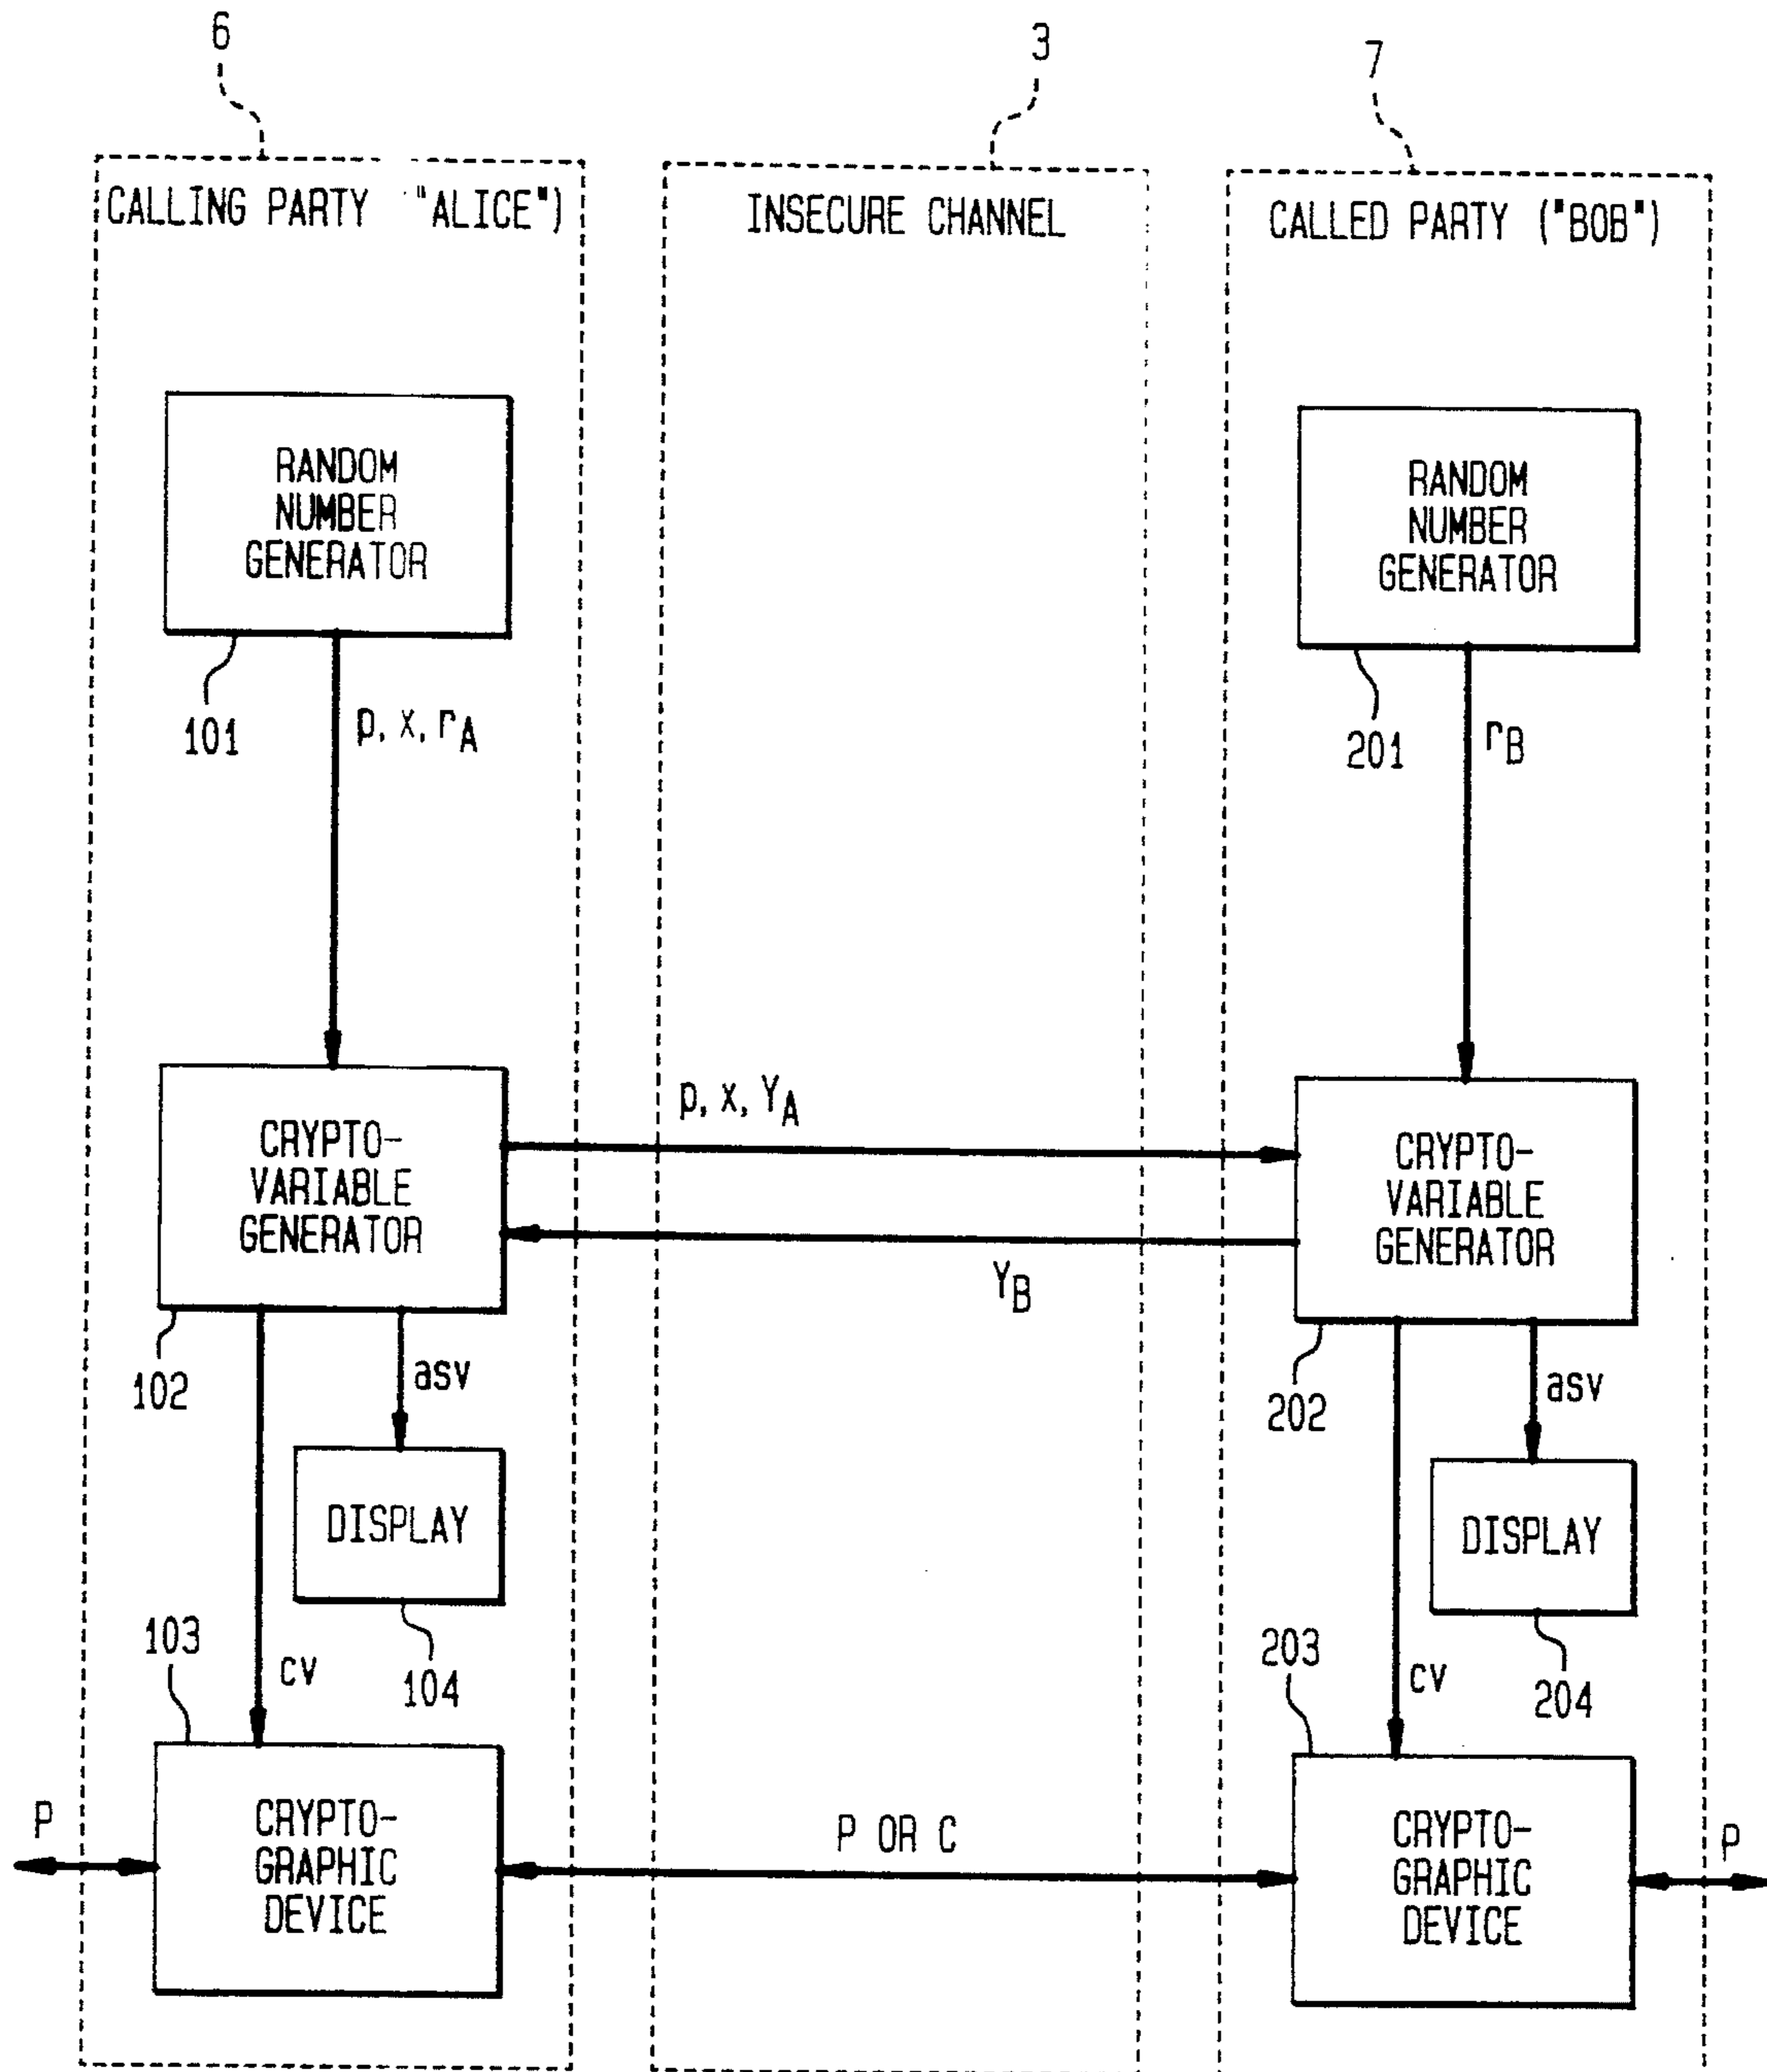 6
3
7
CALLING PARTY "ALICE")
INSECURE CHANNEL
CALLED PARTY ("BOB")
RANDOM
NUMBER
GENERATOR
RANDOM
NUMBER
GENERATOR
101
p, x, rA
201
rB
CRYPTO-
VARIABLE
GENERATOR
p, x, YA
YB
CRYPTO-
VARIABLE
GENERATOR
102
asv
202
asv
DISPLAY
DISPLAY
103
cv
104
203
cv
204
P
CRYPTO-
GRAPHIC
DEVICE
P OR C
CRYPTO-
GRAPHIC
DEVICE
P